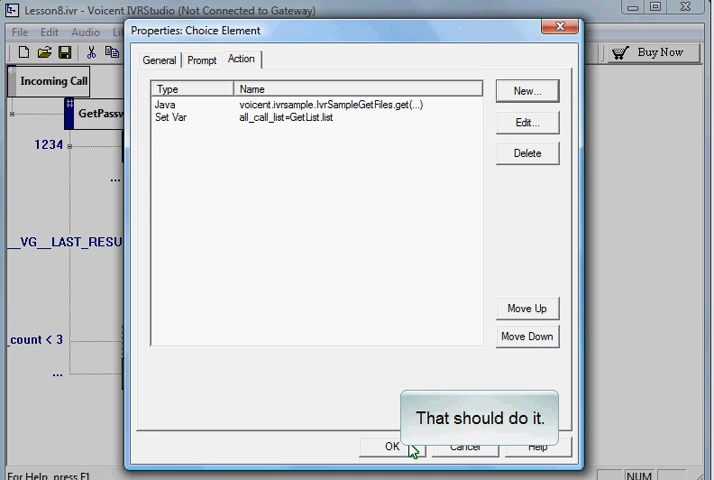 Lesson8.ivr - Voicent IVRStudio (Not Connected to Gateway)
File Edit Audio
Buy Now
Incoming Call
GetPassw
1234
...
__VG__LAST_RESU
_count < 3
...
For Help, press F1
NUM
Properties: Choice Element
General Prompt Action
Type Name
Java voicent.ivrsample.IvrSampleGetFiles.get(...)
Set Var all_call_list=GetList.list
New...
Edit...
Delete
Move Up
Move Down
That should do it.
OK Cancel Help